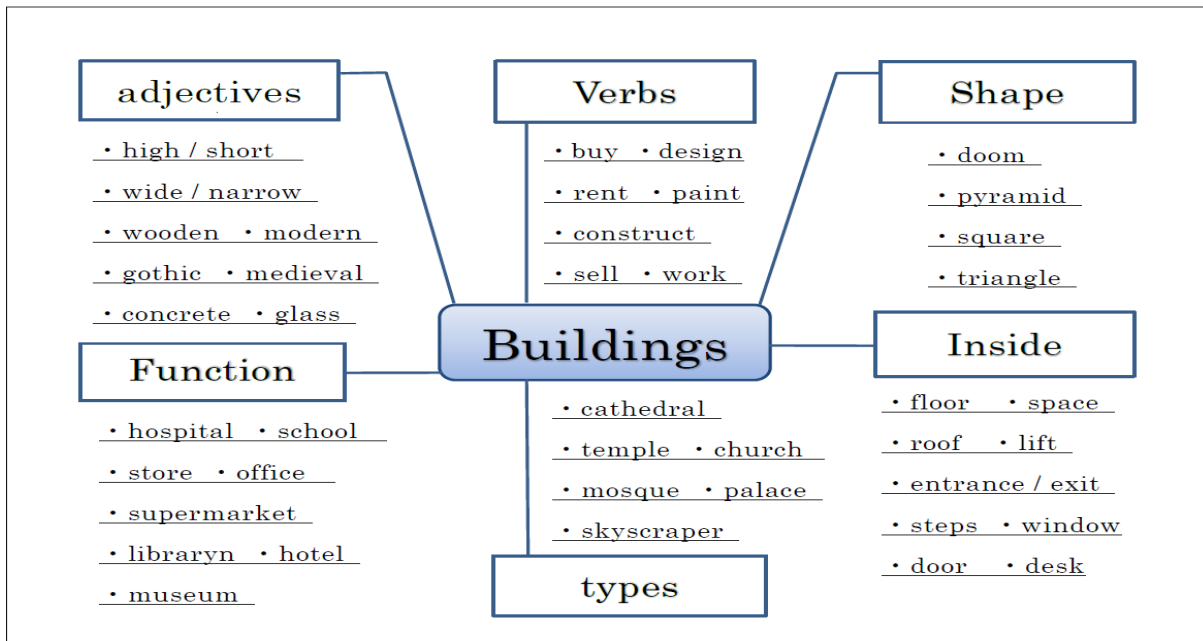 adjectives
• high / short
• wide / narrow
• wooden • modern
• gothic • medieval
• concrete • glass
Verbs
• buy • design
• rent • paint
• construct
• sell • work
Shape
• doom
• pyramid
• square
• triangle
Buildings
Function
• hospital • school
• store • office
• supermarket
• libraryn • hotel
• museum
• cathedral
• temple • church
• mosque • palace
• skyscraper
types
Inside
• floor • space
• roof • lift
• entrance / exit
• steps • window
• door • desk